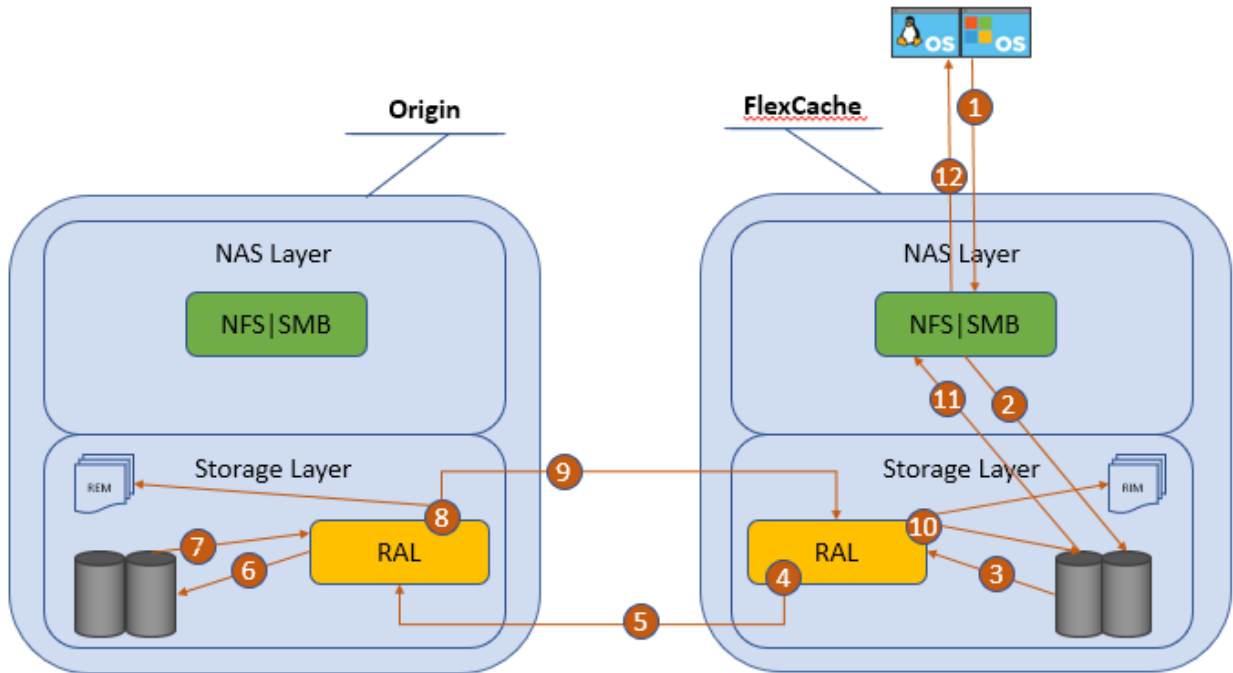 OS OS
Origin
FlexCache
1
12
NAS Layer
NAS Layer
NFS|SMB
NFS|SMB
11
2
Storage Layer
Storage Layer
9
REM
RIM
8
10
7
RAL
RAL
6
4
3
5